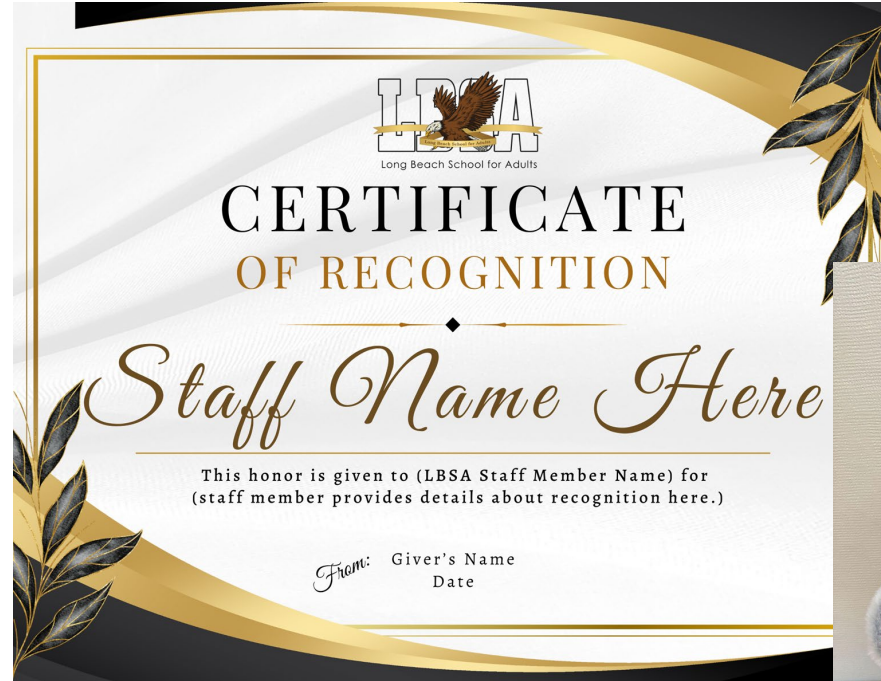 LBSA
Long Beach School for Adults
Long Beach School for Adults
CERTIFICATE
OF RECOGNITION
Staff Name Here
This honor is given to (LBSA Staff Member Name) for
(staff member provides details about recognition here.)
From: Giver's Name
Date